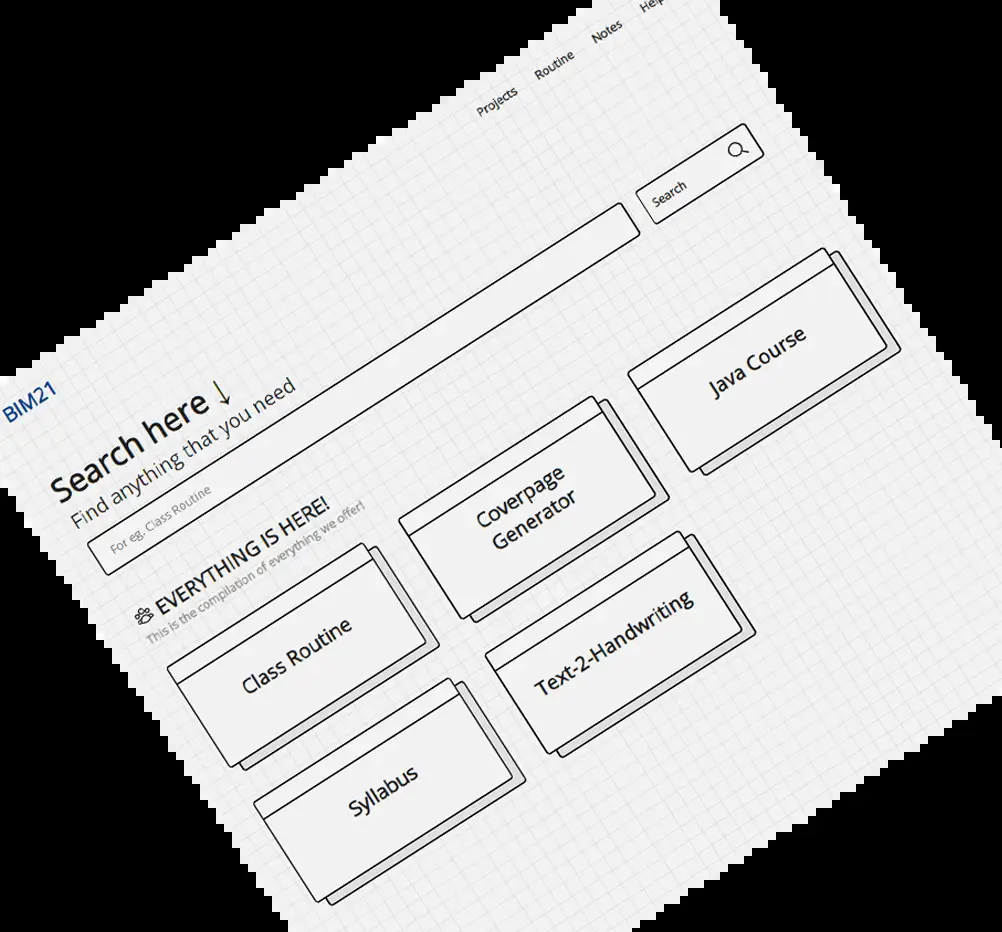 BIM21
Projects
Routine
Notes
Search here ↓
Find anything that you need
For eg. Class Routine
Search
EVERYTHING IS HERE!
This is the compilation of everything we offer!
Class Routine
Coverpage
Generator
Java Course
Syllabus
Text-2-Handwriting